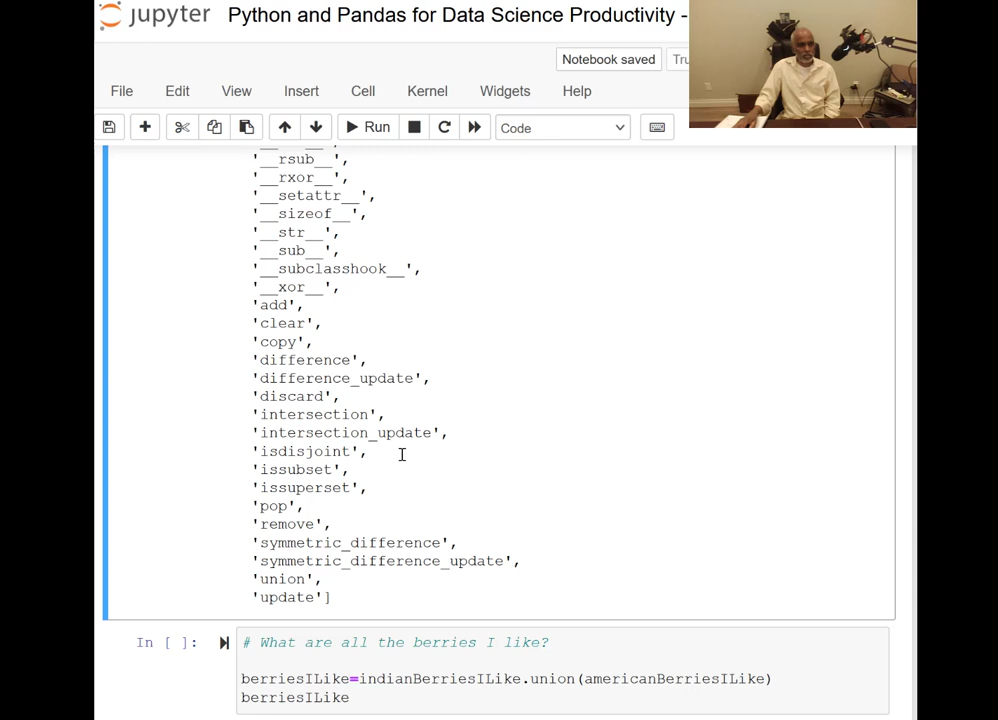 jupyter Python and Pandas for Data Science Productivity -
Notebook saved
File Edit View Insert Cell Kernel Widgets Help
Run Code
'__rsub__',
'__rxor__',
'__setattr__',
'__sizeof__',
'__str__',
'__sub__',
'__subclasshook__',
'__xor__',
'add',
'clear',
'copy',
'difference',
'difference_update',
'discard',
'intersection',
'intersection_update',
'isdisjoint',
'issubset',
'issuperset',
'pop',
'remove',
'symmetric_difference',
'symmetric_difference_update',
'union',
'update']
In [ ]: # What are all the berries I like?
berriesILike=indianBerriesILike.union(americanBerriesILike)
berriesILike